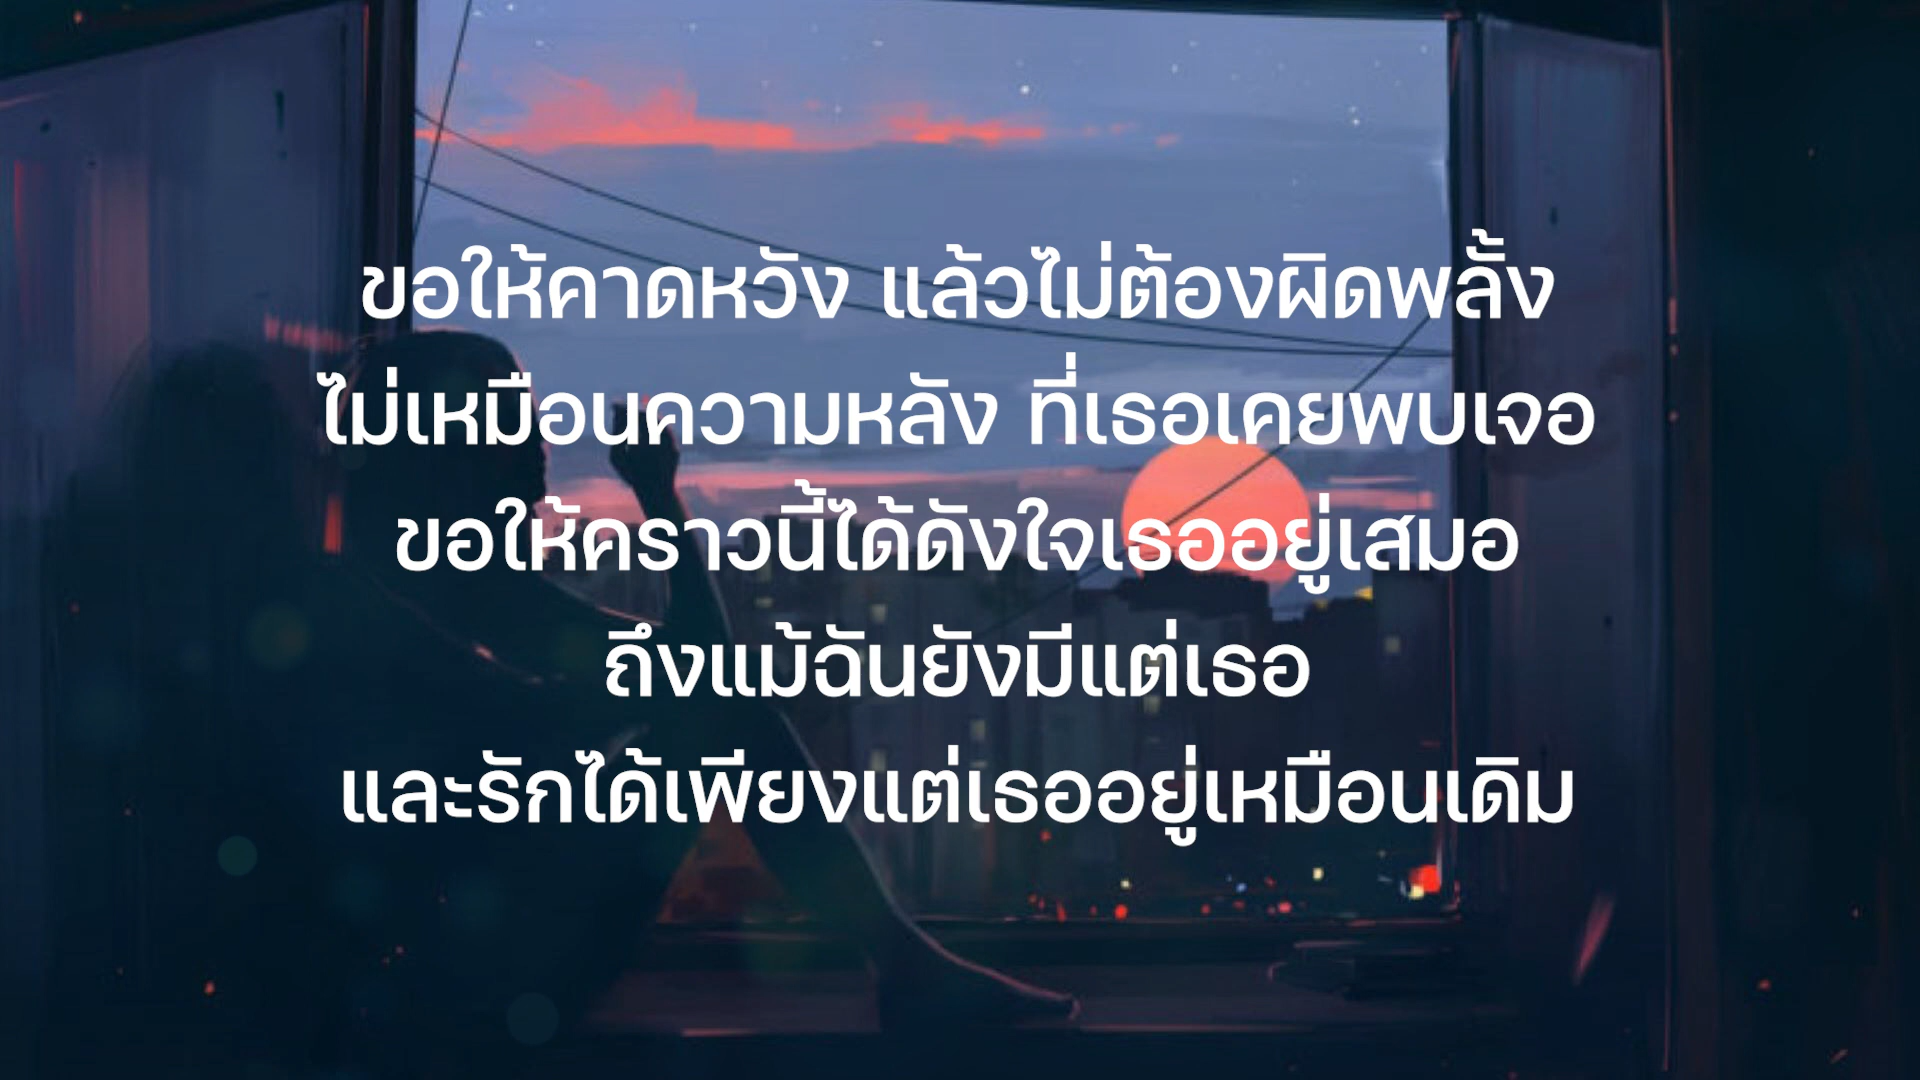 ขอให้คาดหวัง แล้วไม่ต้องผิดพลั้ง
ไม่เหมือนความหลัง ที่เธอเคยพบเจอ
ขอให้คราวนี้ได้ดังใจเธออยู่เสมอ
ถึงแม้ฉันยังมีแต่เธอ
และรักได้เพียงแต่เธออยู่เหมือนเดิม